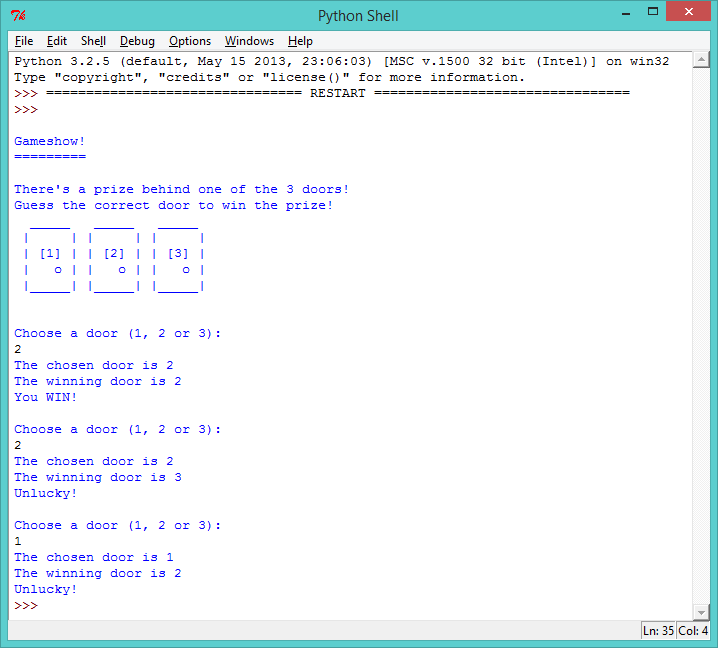 Python Shell
File Edit Shell Debug Options Windows Help
Python 3.2.5 (default, May 15 2013, 23:06:03) [MSC v.1500 32 bit (Intel)] on win32
Type "copyright", "credits" or "license()" for more information.
>>> ================================ RESTART ================================
>>>
Gameshow!
=========
There's a prize behind one of the 3 doors!
Guess the correct door to win the prize!
  _____   _____   _____
 |     | |     | |     |
 | [1] | | [2] | | [3] |
 |   o | |   o | |   o |
 |_____| |_____| |_____|
Choose a door (1, 2 or 3):
2
The chosen door is 2
The winning door is 2
You WIN!
Choose a door (1, 2 or 3):
2
The chosen door is 2
The winning door is 3
Unlucky!
Choose a door (1, 2 or 3):
1
The chosen door is 1
The winning door is 2
Unlucky!
>>>
Ln: 35 Col: 4